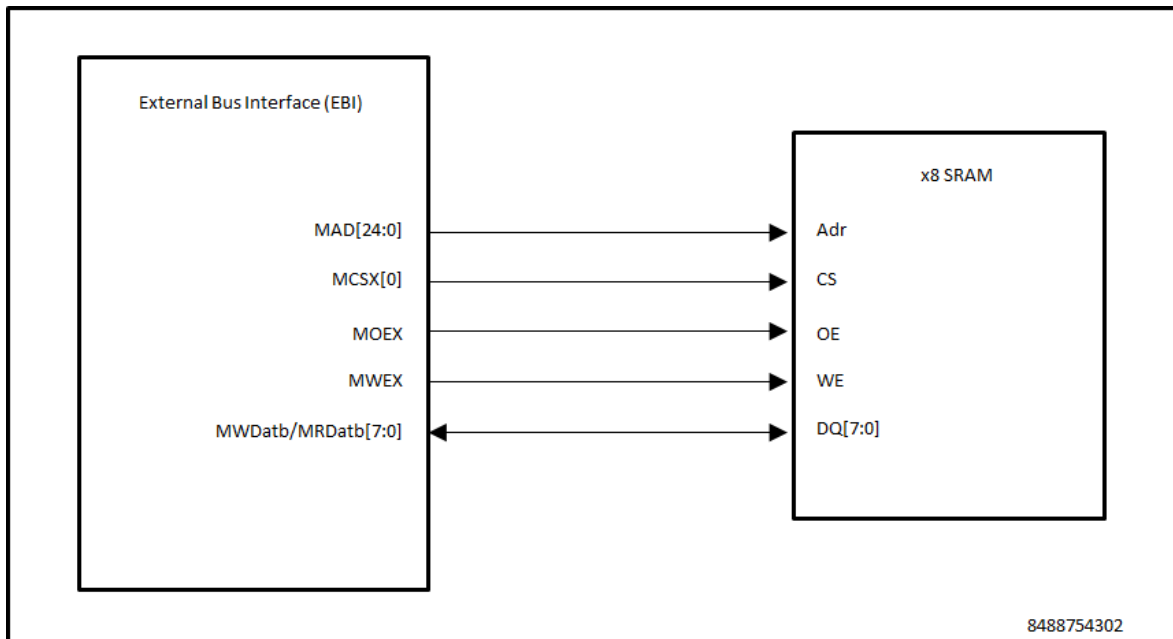 External Bus Interface (EBI)
x8 SRAM
MAD[24:0]
Adr
MCSX[0]
CS
MOEX
OE
MWEX
WE
MWDatb/MRDatb[7:0]
DQ[7:0]
8488754302